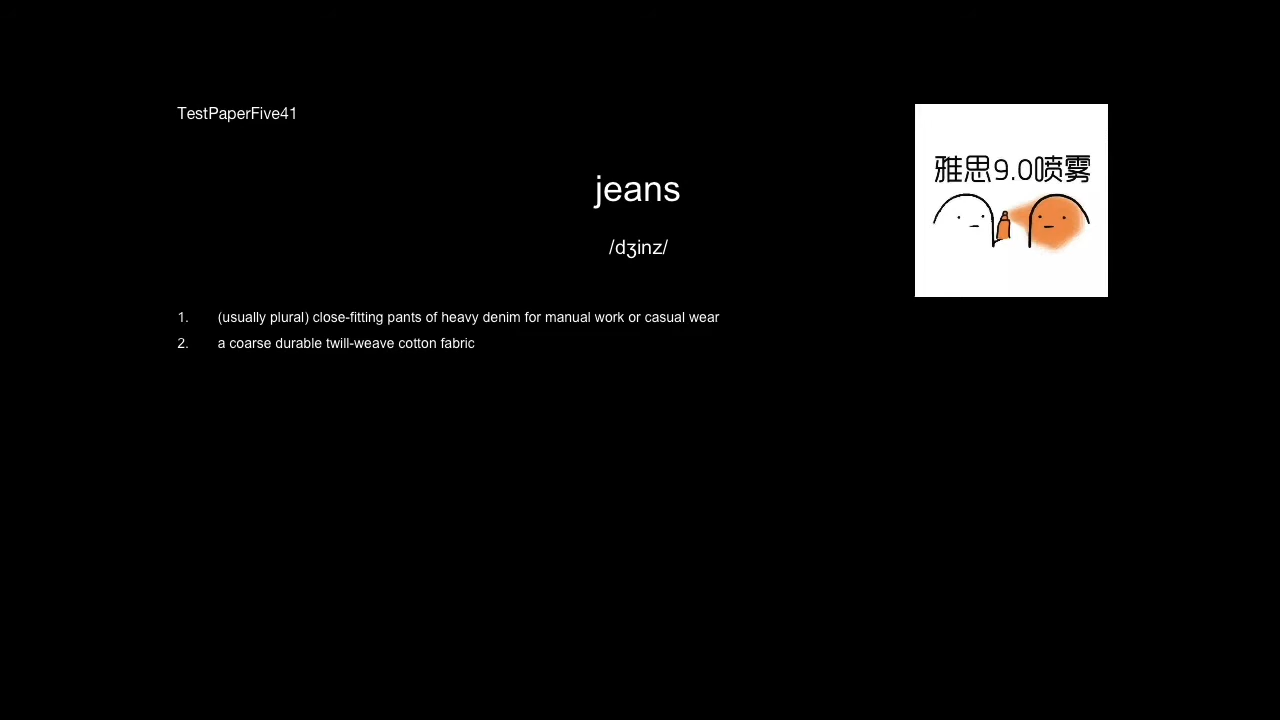 TestPaperFive41
雅思9.0喷雾
jeans
/dʒinz/
1. (usually plural) close-fitting pants of heavy denim for manual work or casual wear
2. a coarse durable twill-weave cotton fabric